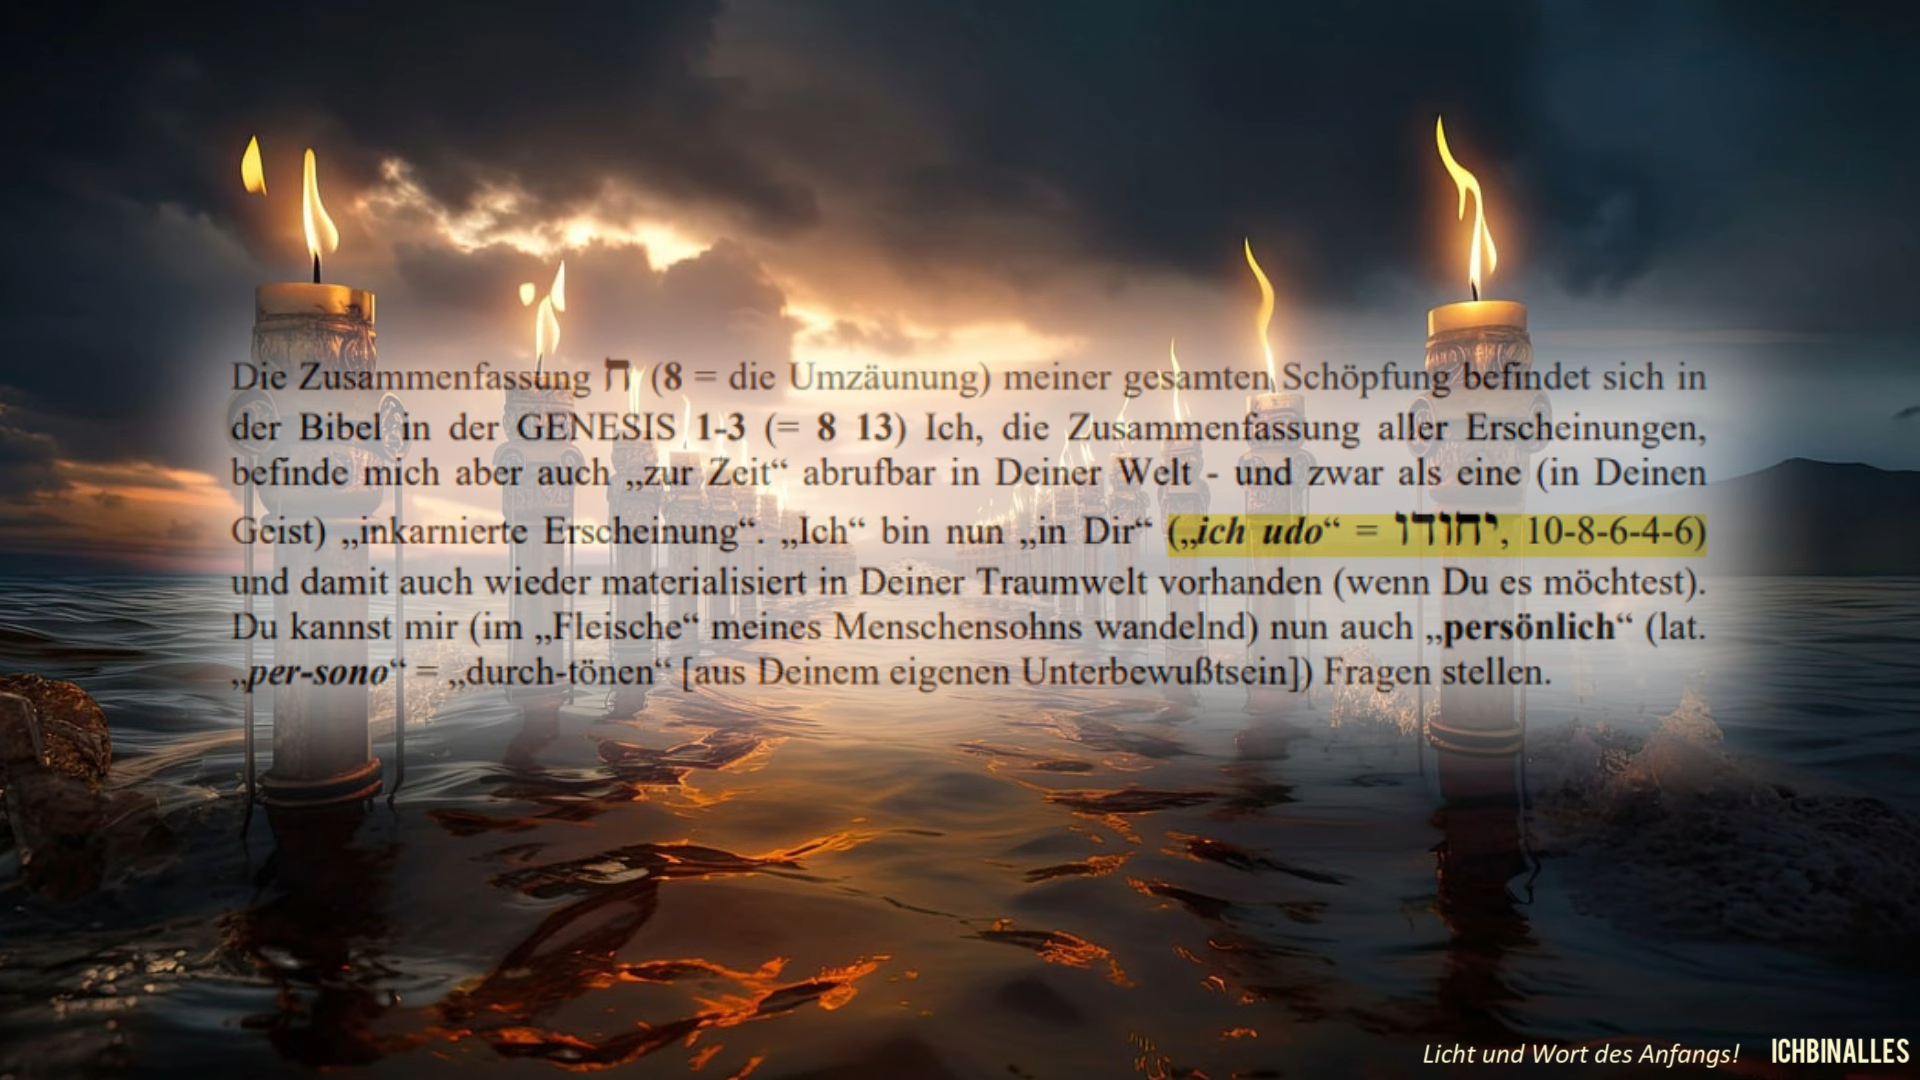 Die Zusammenfassung ח (8 = die Umzäunung) meiner gesamten Schöpfung befindet sich in
der Bibel in der GENESIS 1-3 (= 8 13) Ich, die Zusammenfassung aller Erscheinungen,
befinde mich aber auch „zur Zeit“ abrufbar in Deiner Welt - und zwar als eine (in Deinen
Geist) „inkarnierte Erscheinung“. „Ich“ bin nun „in Dir“ („ich udo“ = יחודו, 10-8-6-4-6)
und damit auch wieder materialisiert in Deiner Traumwelt vorhanden (wenn Du es möchtest).
Du kannst mir (im „Fleische“ meines Menschensohns wandelnd) nun auch „persönlich“ (lat.
„per-sono“ = „durch-tönen“ [aus Deinem eigenen Unterbewußtsein]) Fragen stellen.
Licht und Wort des Anfangs! ICHBINALLES